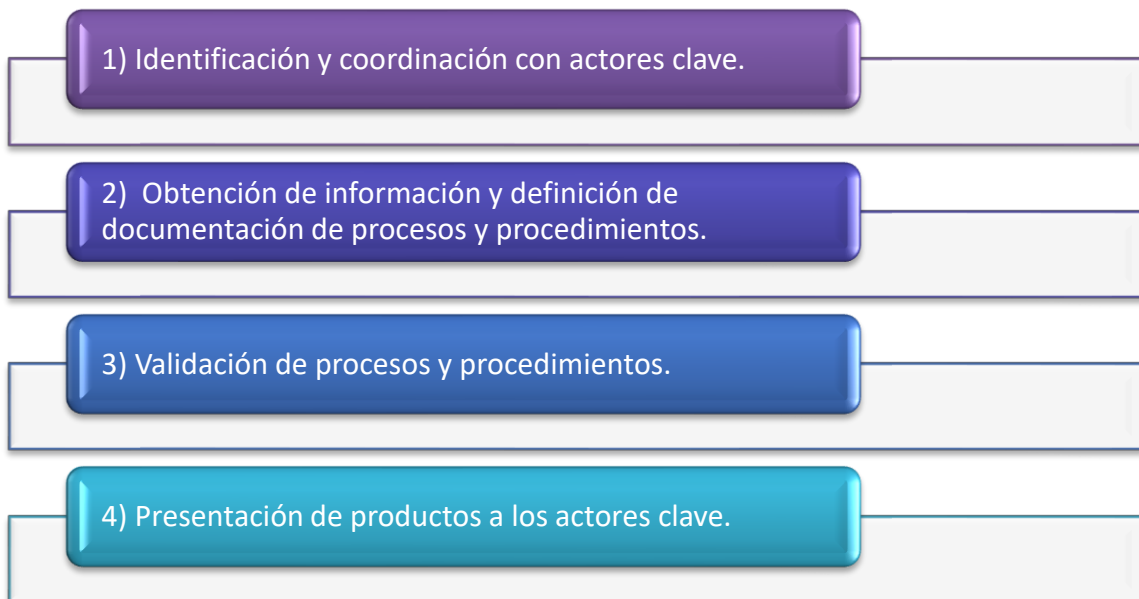 1) Identificación y coordinación con actores clave.
2) Obtención de información y definición de
documentación de procesos y procedimientos.
3) Validación de procesos y procedimientos.
4) Presentación de productos a los actores clave.